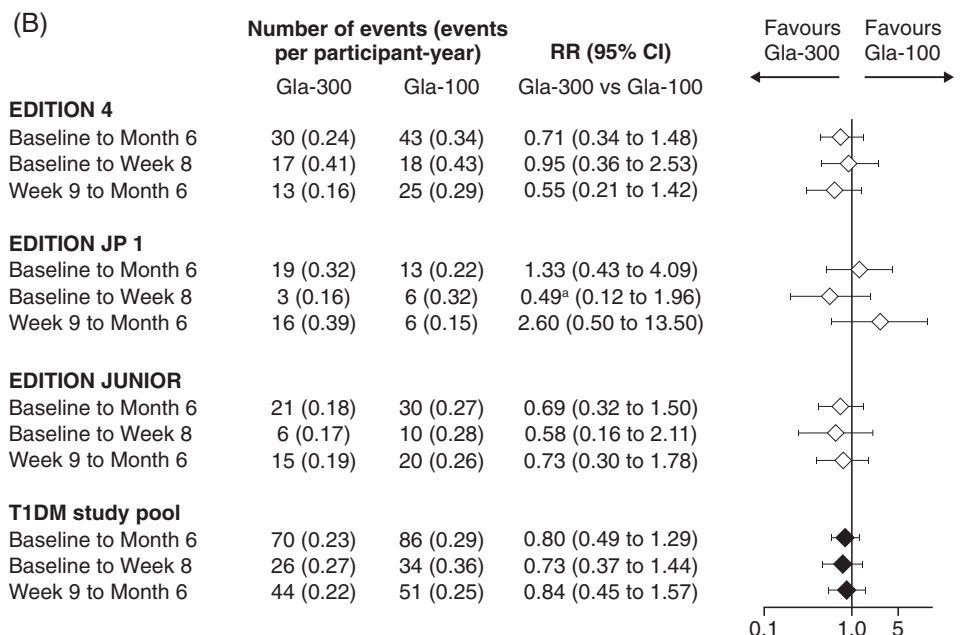 (B)
Number of events (events per participant-year)
RR (95% CI)
Favours Gla-300
Favours Gla-100
Gla-300 Gla-100 Gla-300 vs Gla-100
EDITION 4
Baseline to Month 6 30 (0.24) 43 (0.34) 0.71 (0.34 to 1.48)
Baseline to Week 8 17 (0.41) 18 (0.43) 0.95 (0.36 to 2.53)
Week 9 to Month 6 13 (0.16) 25 (0.29) 0.55 (0.21 to 1.42)
EDITION JP 1
Baseline to Month 6 19 (0.32) 13 (0.22) 1.33 (0.43 to 4.09)
Baseline to Week 8 3 (0.16) 6 (0.32) 0.49ᵃ (0.12 to 1.96)
Week 9 to Month 6 16 (0.39) 6 (0.15) 2.60 (0.50 to 13.50)
EDITION JUNIOR
Baseline to Month 6 21 (0.18) 30 (0.27) 0.69 (0.32 to 1.50)
Baseline to Week 8 6 (0.17) 10 (0.28) 0.58 (0.16 to 2.11)
Week 9 to Month 6 15 (0.19) 20 (0.26) 0.73 (0.30 to 1.78)
T1DM study pool
Baseline to Month 6 70 (0.23) 86 (0.29) 0.80 (0.49 to 1.29)
Baseline to Week 8 26 (0.27) 34 (0.36) 0.73 (0.37 to 1.44)
Week 9 to Month 6 44 (0.22) 51 (0.25) 0.84 (0.45 to 1.57)
0.1 1.0 5